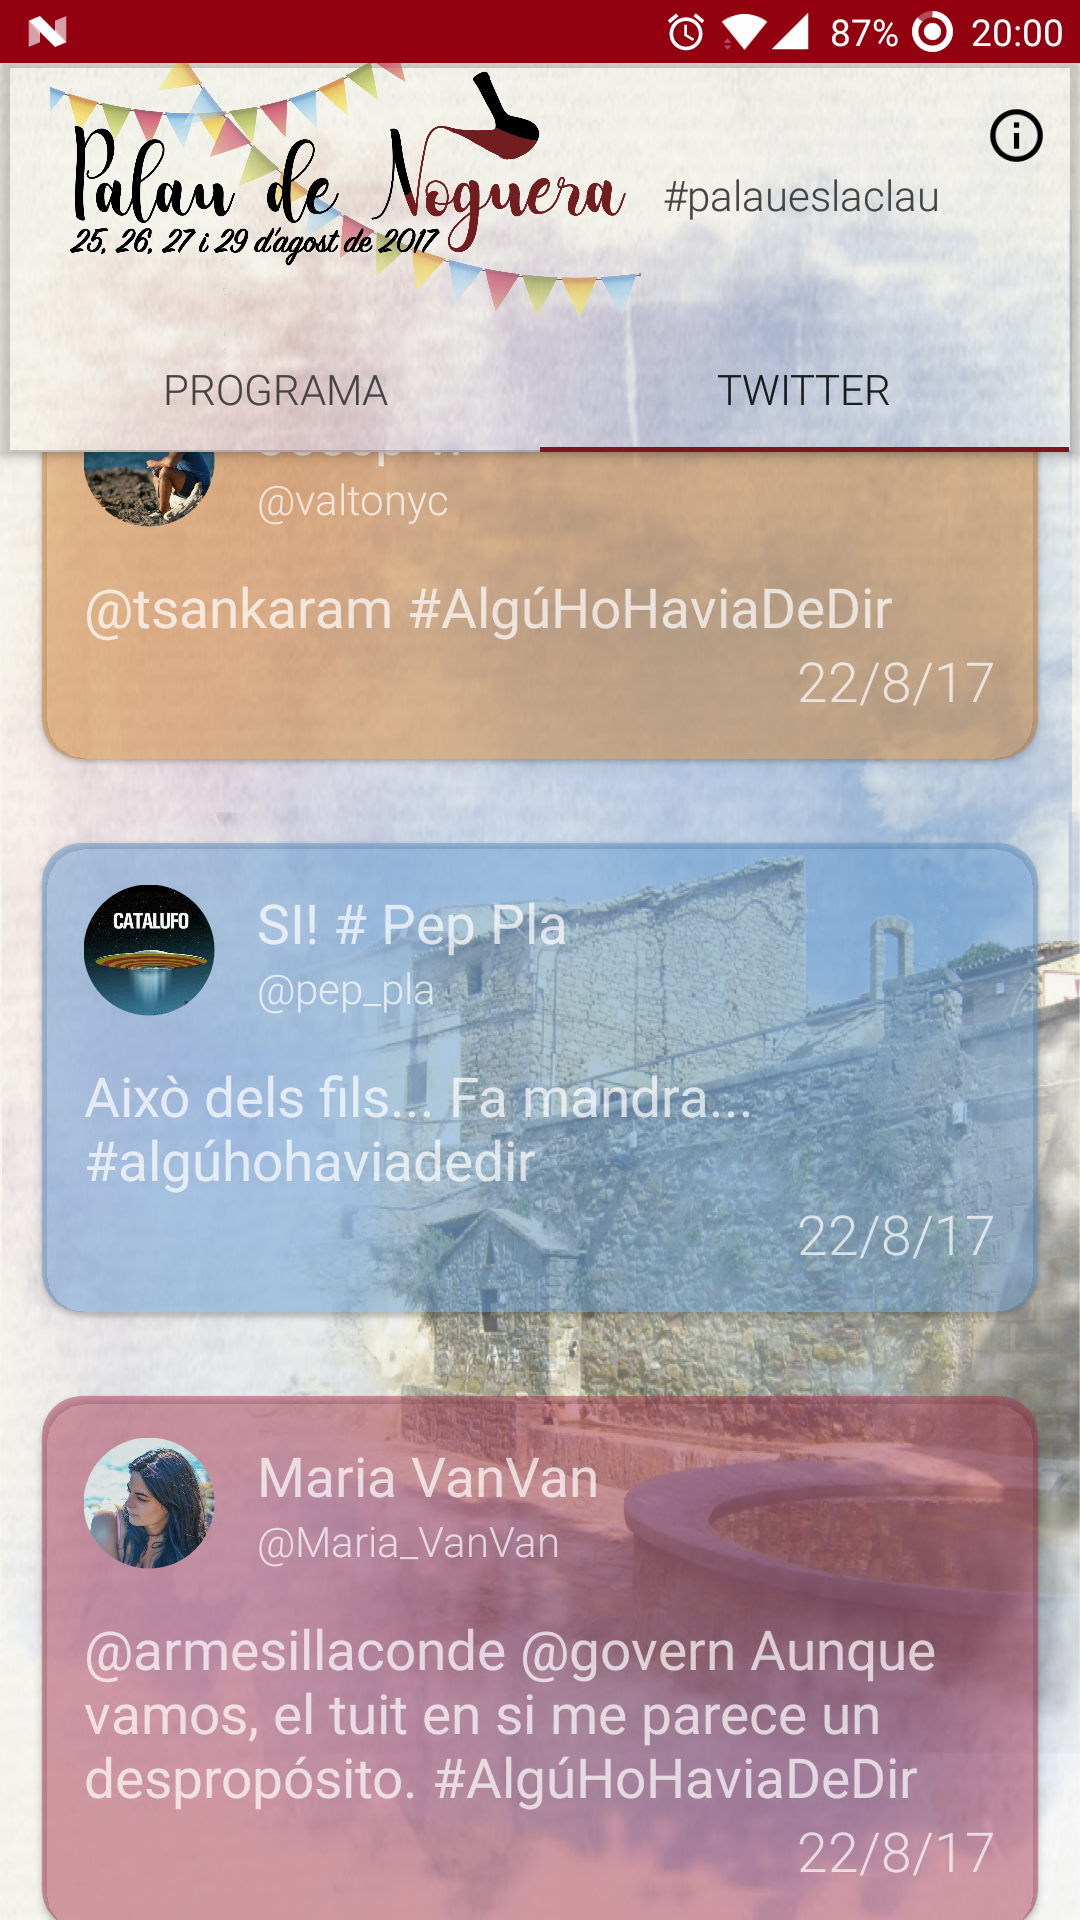 87% 20:00
Palau de Noguera
25, 26, 27 i 29 d'agost de 2017
#palaueslaclau
PROGRAMA
TWITTER
@valtonyc
@tsankaram #AlgúHoHaviaDeDir
22/8/17
CATALUFO
SI! # Pep Pla
@pep_pla
Això dels fils... Fa mandra...
#algúhohaviadedir
22/8/17
Maria VanVan
@Maria_VanVan
@armesillaconde @govern Aunque
vamos, el tuit en si me parece un
despropósito. #AlgúHoHaviaDeDir
22/8/17